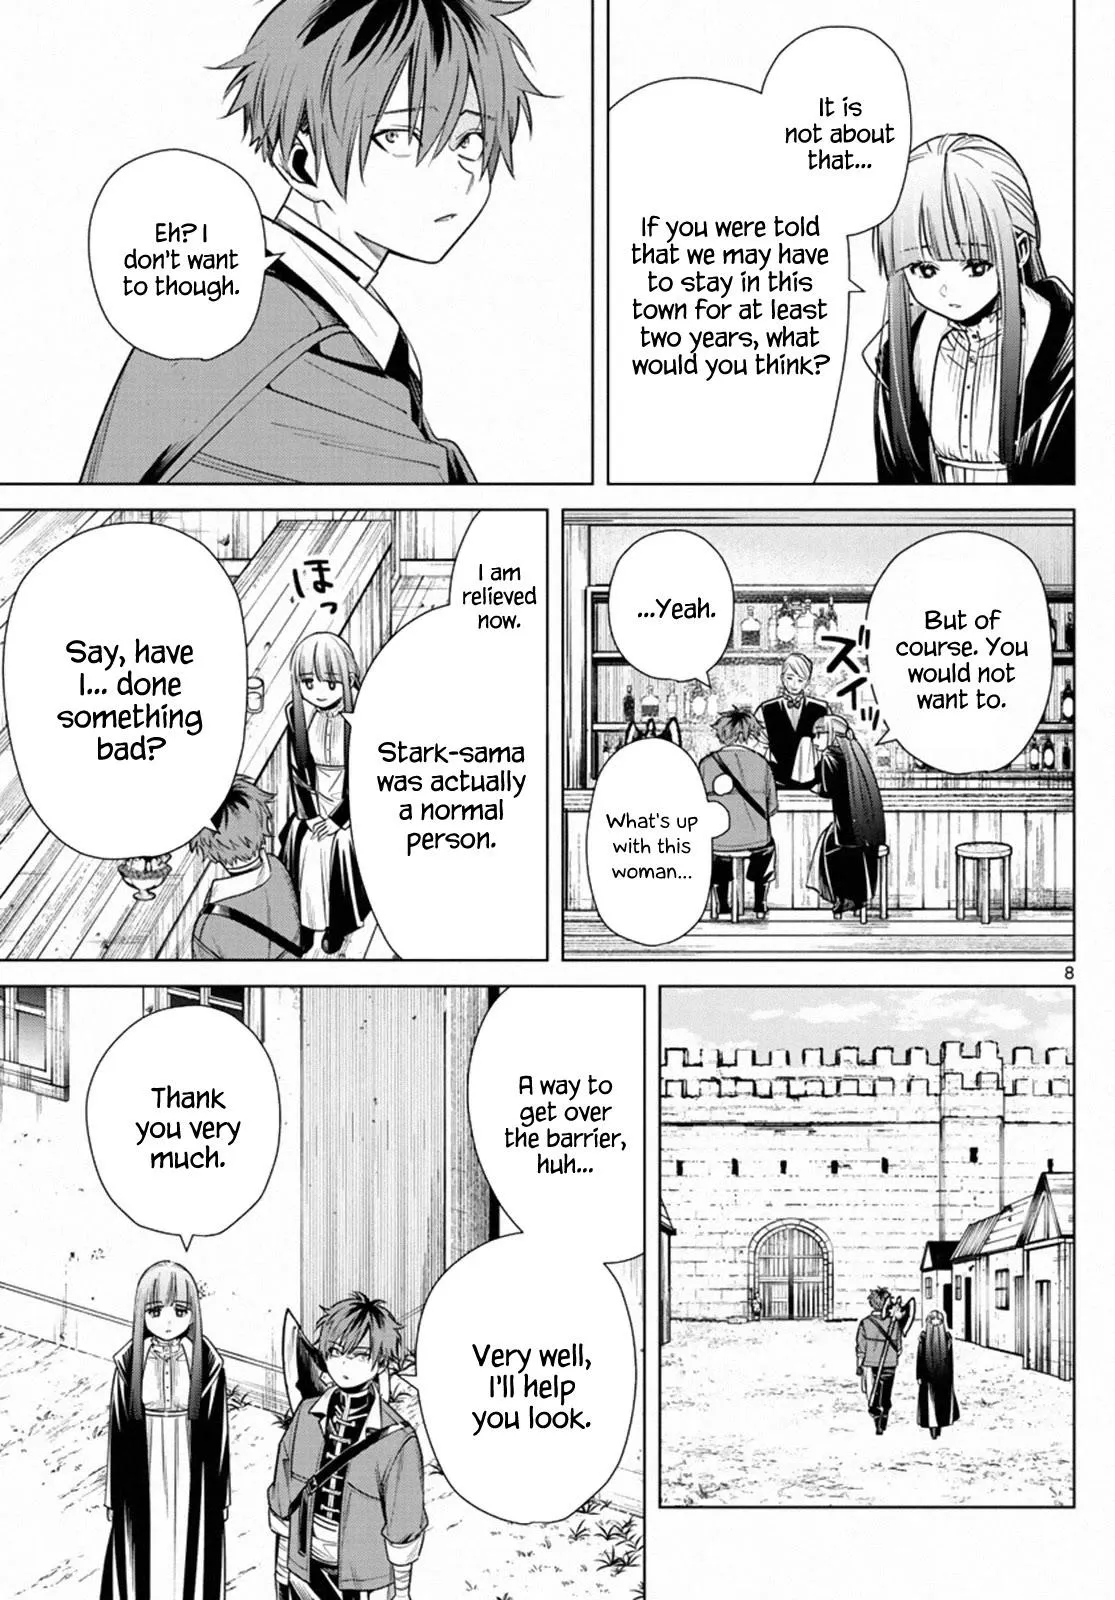 It is
not about
that...
If you were told
that we may have
to stay in this
town for at least
two years, what
would you think?
Eh? I
don't want
to though.
But of
course. You
would not
want to.
ズイッ
...Yeah.
What's up
with this
woman...
I am
relieved
now.
ほっ
Stark-sama
was actually
a normal
person.
Say, have
I... done
something
bad?
8
A way to
get over
the barrier,
huh...
Very well,
I'll help
you look.
Thank
you very
much.